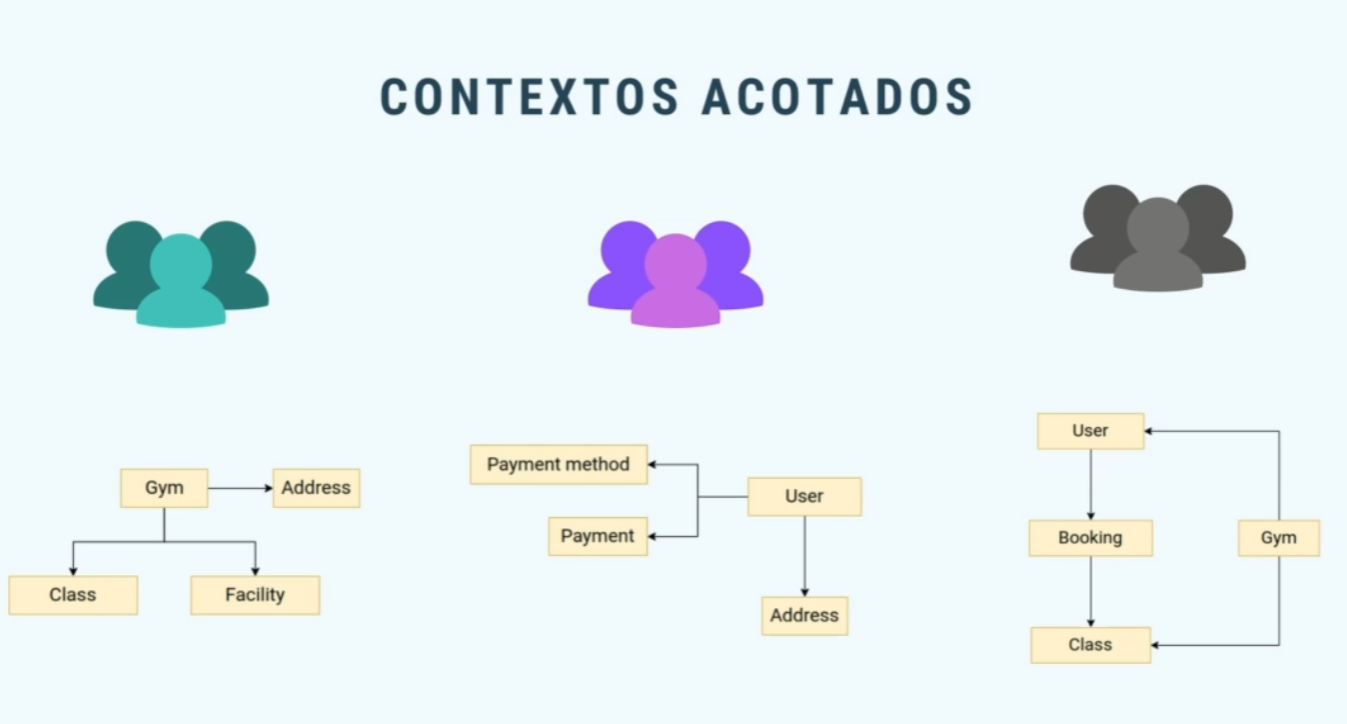 CONTEXTOS ACOTADOS
Gym
Address
Class
Facility
Payment method
User
Payment
Address
User
Booking
Gym
Class